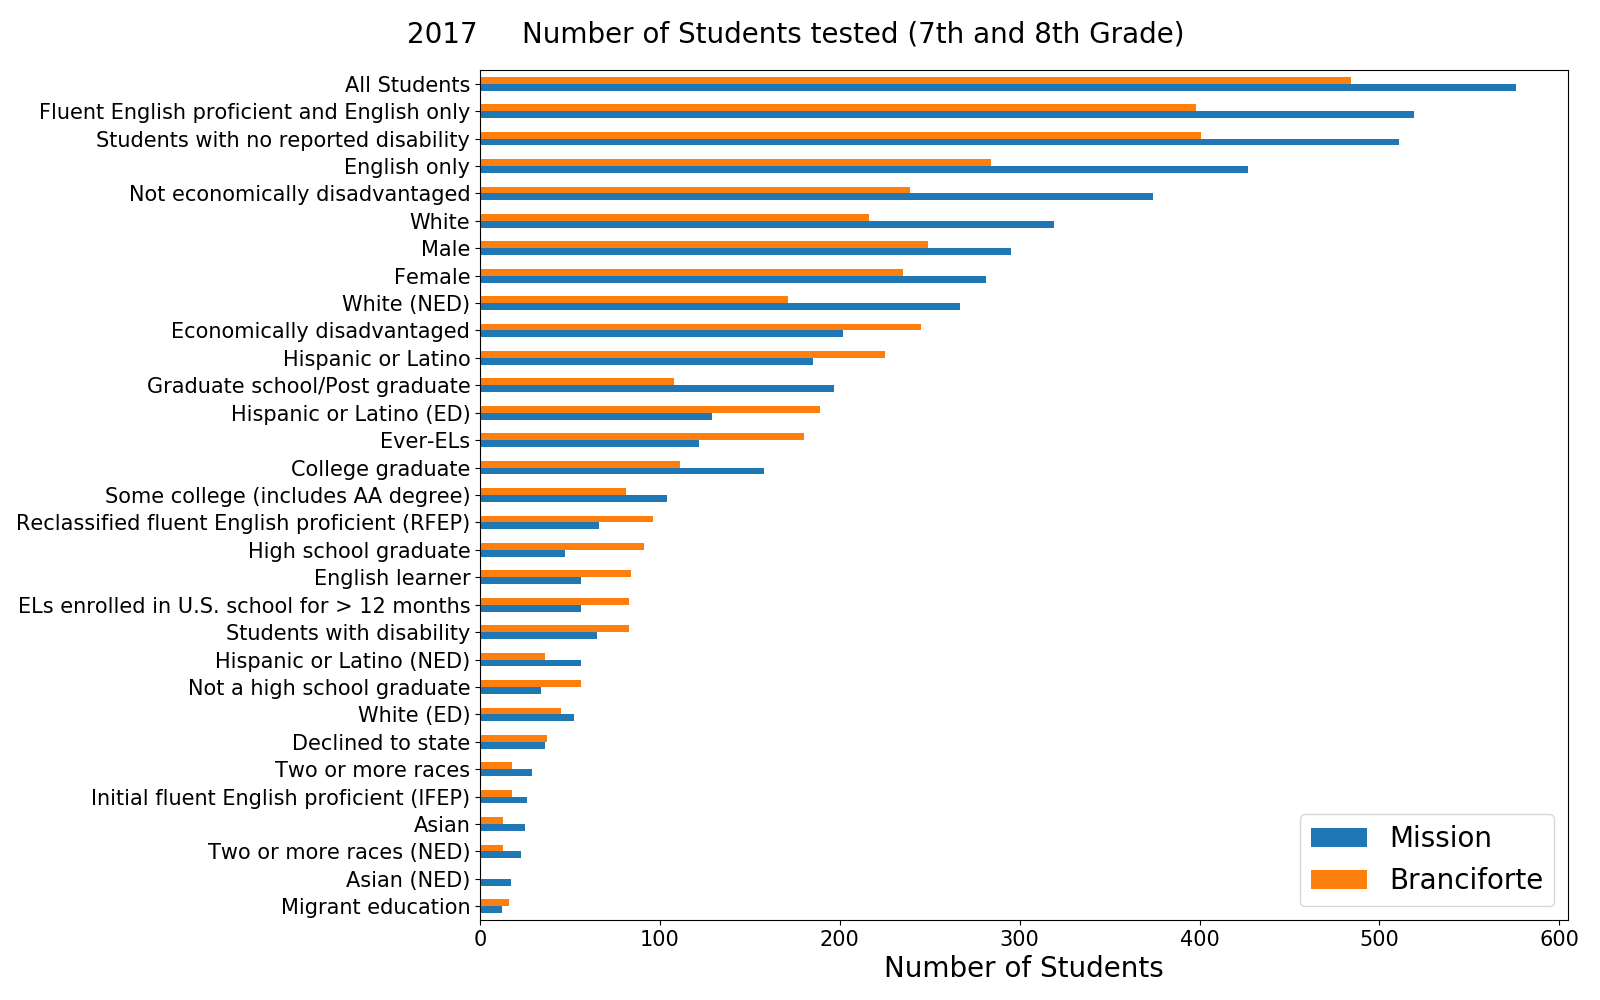 2017     Number of Students tested (7th and 8th Grade)
All Students
Fluent English proficient and English only
Students with no reported disability
English only
Not economically disadvantaged
White
Male
Female
White (NED)
Economically disadvantaged
Hispanic or Latino
Graduate school/Post graduate
Hispanic or Latino (ED)
Ever-ELs
College graduate
Some college (includes AA degree)
Reclassified fluent English proficient (RFEP)
High school graduate
English learner
ELs enrolled in U.S. school for > 12 months
Students with disability
Hispanic or Latino (NED)
Not a high school graduate
White (ED)
Declined to state
Two or more races
Initial fluent English proficient (IFEP)
Asian
Two or more races (NED)
Asian (NED)
Migrant education
Mission
Branciforte
0 100 200 300 400 500 600
Number of Students